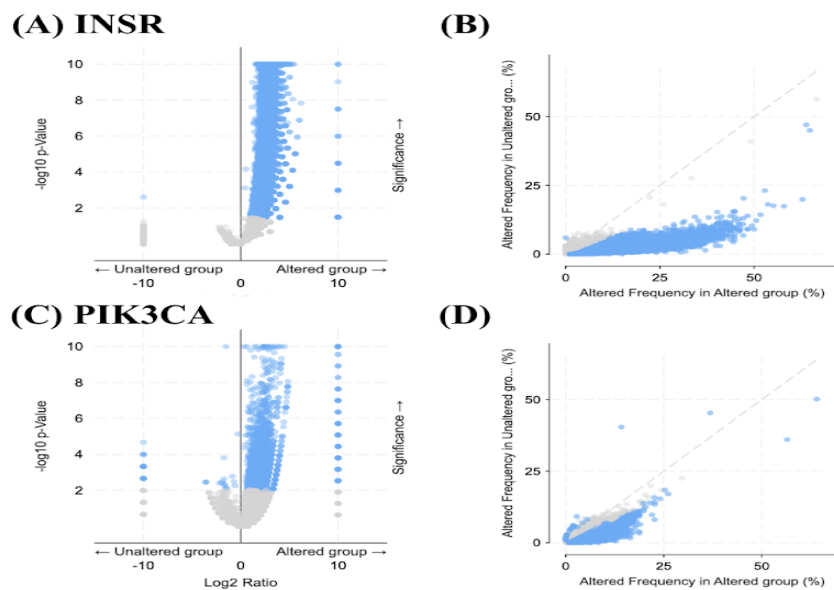 (A) INSR
10
8
6
4
2
-log10 p-Value
Significance →
← Unaltered group
Altered group →
-10
0
10
(B)
50
25
0
Altered Frequency in Unaltered gro... (%)
0
25
50
Altered Frequency in Altered group (%)
(C) PIK3CA
10
8
6
4
2
-log10 p-Value
Significance →
← Unaltered group
Altered group →
-10
0
10
Log2 Ratio
(D)
50
25
0
Altered Frequency in Unaltered gro... (%)
0
25
50
Altered Frequency in Altered group (%)